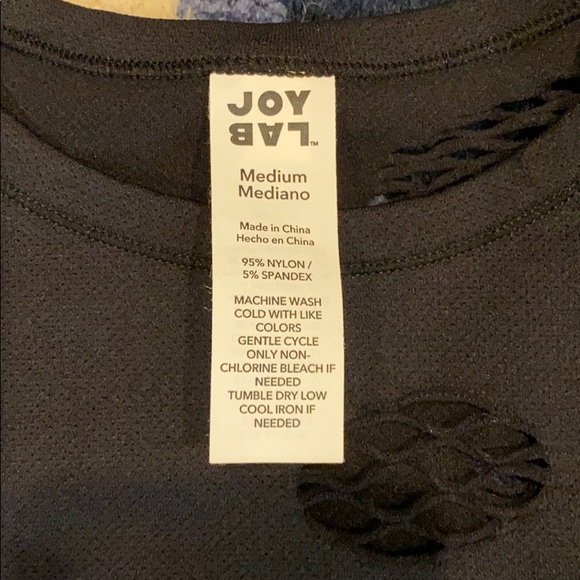 JOY
LAB™
Medium
Mediano
Made in China
Hecho en China
95% NYLON /
5% SPANDEX
MACHINE WASH
COLD WITH LIKE
COLORS
GENTLE CYCLE
ONLY NON-
CHLORINE BLEACH IF
NEEDED
TUMBLE DRY LOW
COOL IRON IF
NEEDED